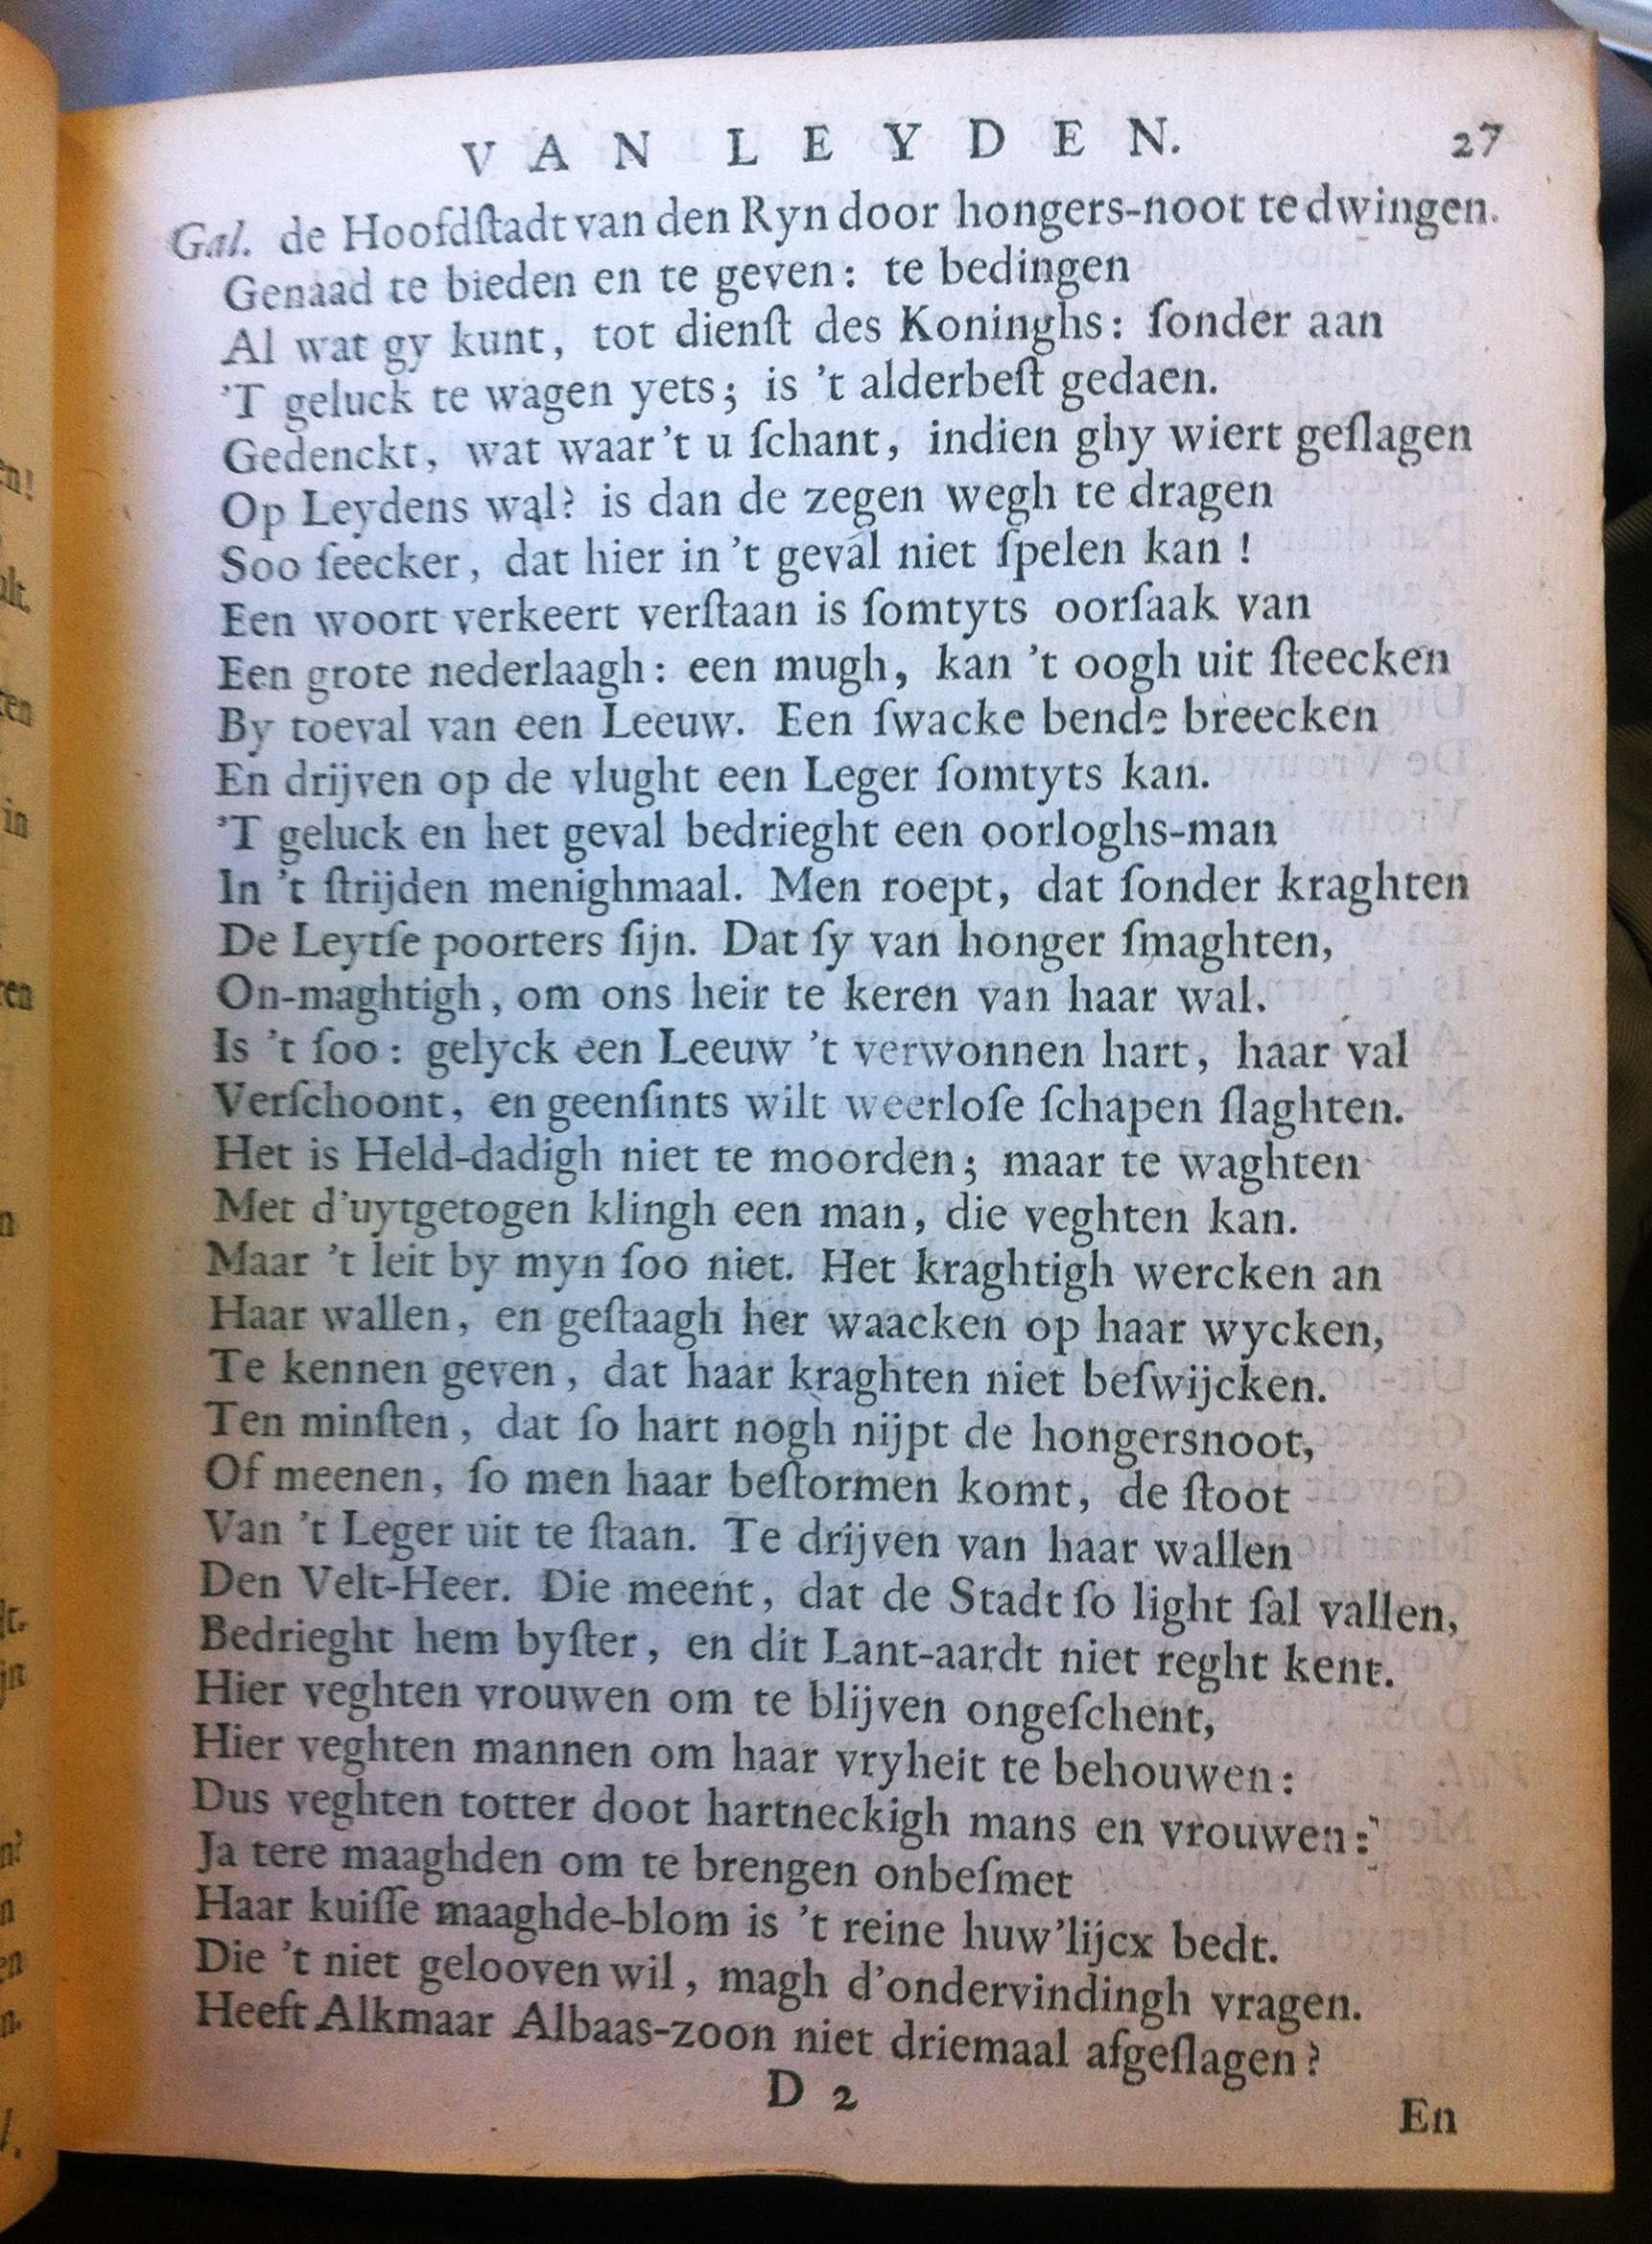 VAN LEYDEN. 27
Gal. de Hoofdſtadt van den Ryn door hongers-noot te dwingen.
Genaad te bieden en te geven: te bedingen
Al wat gy kunt, tot dienſt des Koninghs: ſonder aan
'T geluck te wagen yets; is 't alderbeſt gedaen.
Gedenckt, wat waar't u ſchant, indien ghy wiert geſlagen
Op Leydens wal? is dan de zegen wegh te dragen
Soo ſeecker, dat hier in 't geval niet ſpelen kan!
Een woort verkeert verſtaan is ſomtyts oorſaak van
Een grote nederlaagh: een mugh, kan 't oogh uit ſteecken
By toeval van een Leeuw. Een ſwacke bende breecken
En drijven op de vlught een Leger ſomtyts kan.
'T geluck en het geval bedrieght een oorloghs-man
In 't ſtrijden menighmaal. Men roept, dat ſonder kraghten
De Leytſe poorters ſijn. Dat ſy van honger ſmaghten,
On-maghtigh, om ons heir te keren van haar wal.
Is 't ſoo: gelyck een Leeuw 't verwonnen hart, haar val
Verſchoont, en geenſints wilt weerloſe ſchapen ſlaghten.
Het is Held-dadigh niet te moorden; maar te waghten
Met d'uytgetogen klingh een man, die veghten kan.
Maar 't leit by myn ſoo niet. Het kraghtigh wercken an
Haar wallen, en geſtaagh her waacken op haar wycken,
Te kennen geven, dat haar kraghten niet beſwijcken.
Ten minſten, dat ſo hart nogh nijpt de hongersnoot,
Of meenen, ſo men haar beſtormen komt, de ſtoot
Van 't Leger uit te ſtaan. Te drijven van haar wallen
Den Velt-Heer. Die meent, dat de Stadt ſo light ſal vallen,
Bedrieght hem byſter, en dit Lant-aardt niet reght kent.
Hier veghten vrouwen om te blijven ongeſchent,
Hier veghten mannen om haar vryheit te behouwen:
Dus veghten totter doot hartneckigh mans en vrouwen:
Ja tere maaghden om te brengen onbeſmet
Haar kuiſſe maaghde-blom is 't reine huw'lijcx bedt.
Die 't niet gelooven wil, magh d'ondervindingh vragen.
Heeft Alkmaar Albaas-zoon niet driemaal afgeſlagen?
D 2
En